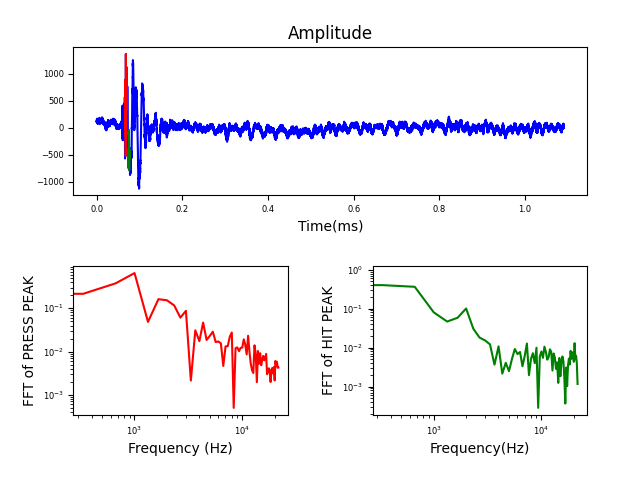 Amplitude
1000
500
0
−500
−1000
0.0 0.2 0.4 0.6 0.8 1.0
Time(ms)
FFT of PRESS PEAK
10⁻¹
10⁻²
10⁻³
10³ 10⁴
Frequency (Hz)
FFT of HIT PEAK
10⁰
10⁻¹
10⁻²
10⁻³
10³ 10⁴
Frequency(Hz)